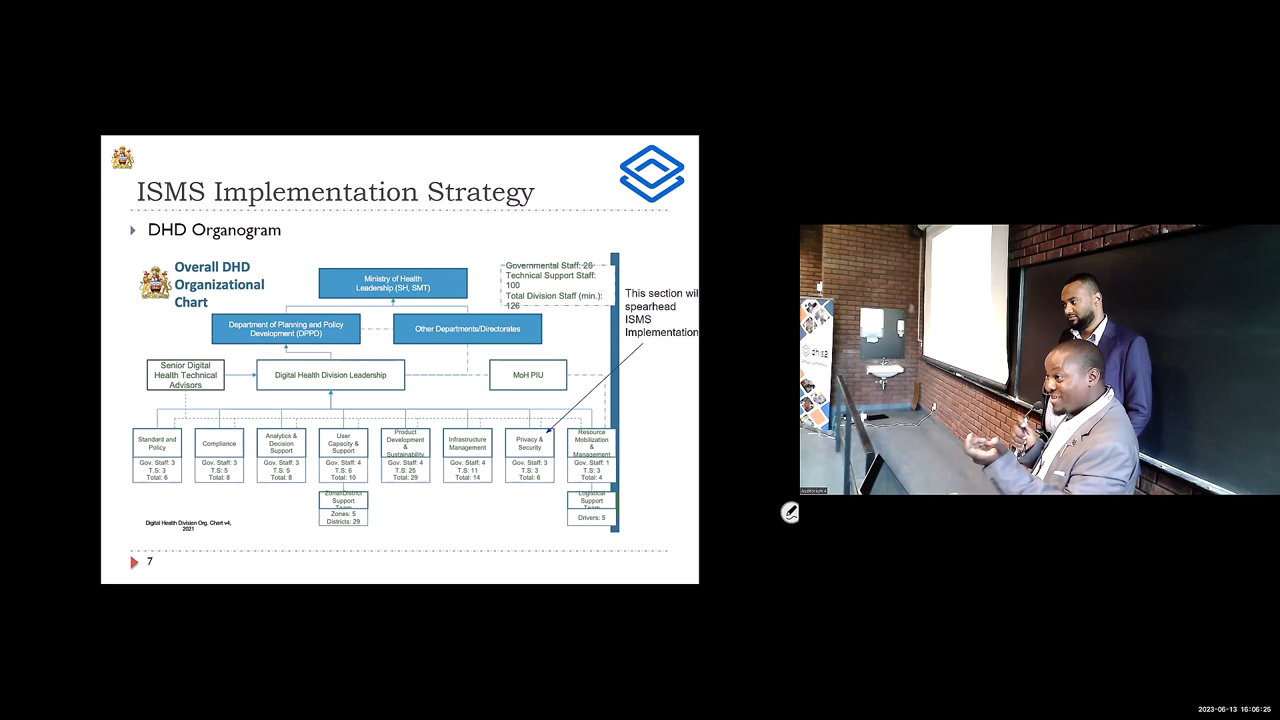 ISMS Implementation Strategy
DHD Organogram
Overall DHD
Organizational
Chart
Ministry of Health
Leadership (SH, SMT)
Governmental Staff: 26
Technical Support Staff:
100
Total Division Staff (min.):
126
This section will
spearhead
ISMS
Implementation
Department of Planning and Policy
Development (DPPD)
Other Departments/Directorates
Senior Digital
Health Technical
Advisors
Digital Health Division Leadership
MoH PIU
Standard and
Policy
Gov. Staff: 3
T.S: 3
Total: 6
Compliance
Gov. Staff: 3
T.S: 5
Total: 8
Analytics &
Decision
Support
Gov. Staff: 3
T.S: 5
Total: 8
User
Capacity &
Support
Gov. Staff: 4
T.S: 6
Total: 10
Product
Development
&
Sustainability
Gov. Staff: 4
T.S: 25
Total: 29
Infrastructure
Management
Gov. Staff: 4
T.S: 11
Total: 14
Privacy &
Security
Gov. Staff: 3
T.S: 3
Total: 6
Resource
Mobilization
&
Management
Gov. Staff: 1
T.S: 3
Total: 4
Zonal/District
Support
Team
Zones: 5
Districts: 29
Logistical
Support
Team
Drivers: 5
Digital Health Division Org. Chart v4,
2021
7
dhis2
Auditorium 4
2023-06-13 16:06:25